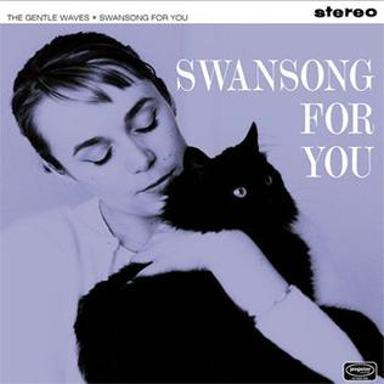 THE GENTLE WAVES • SWANSONG FOR YOU
stereo
SWANSONG
FOR
YOU